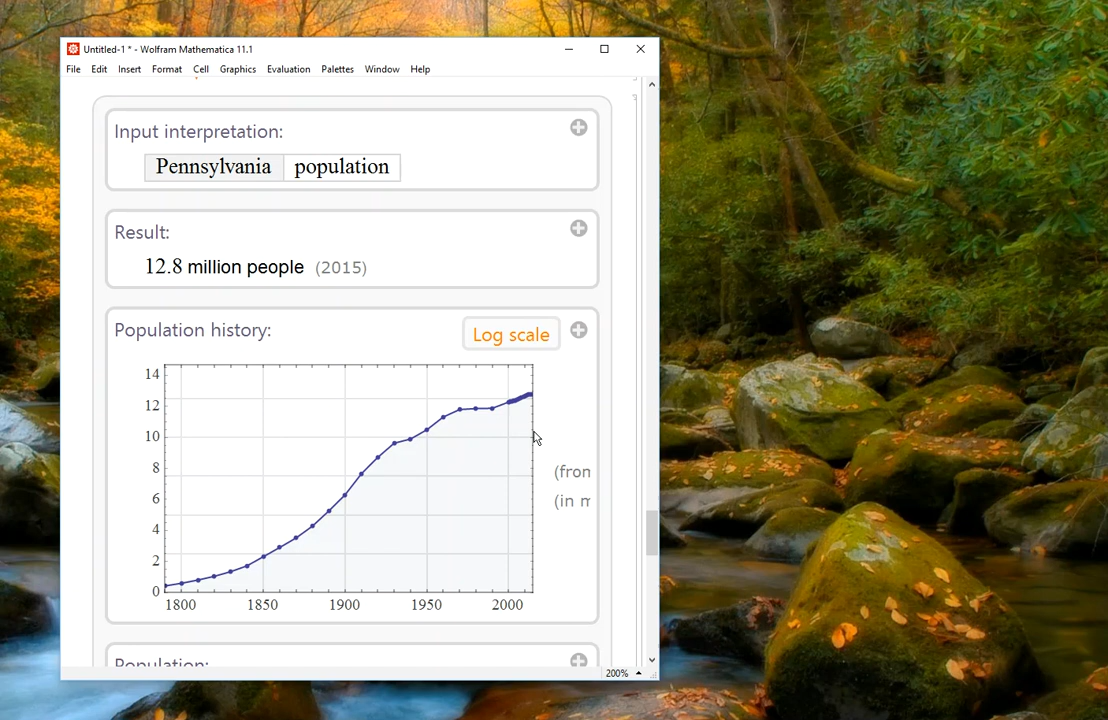 Untitled-1 * - Wolfram Mathematica 11.1
File Edit Insert Format Cell Graphics Evaluation Palettes Window Help
Input interpretation:
Pennsylvania population
Result:
12.8 million people (2015)
Population history:
Log scale
14
12
10
8
6
4
2
0
1800 1850 1900 1950 2000
(fron
(in m
Population:
200%